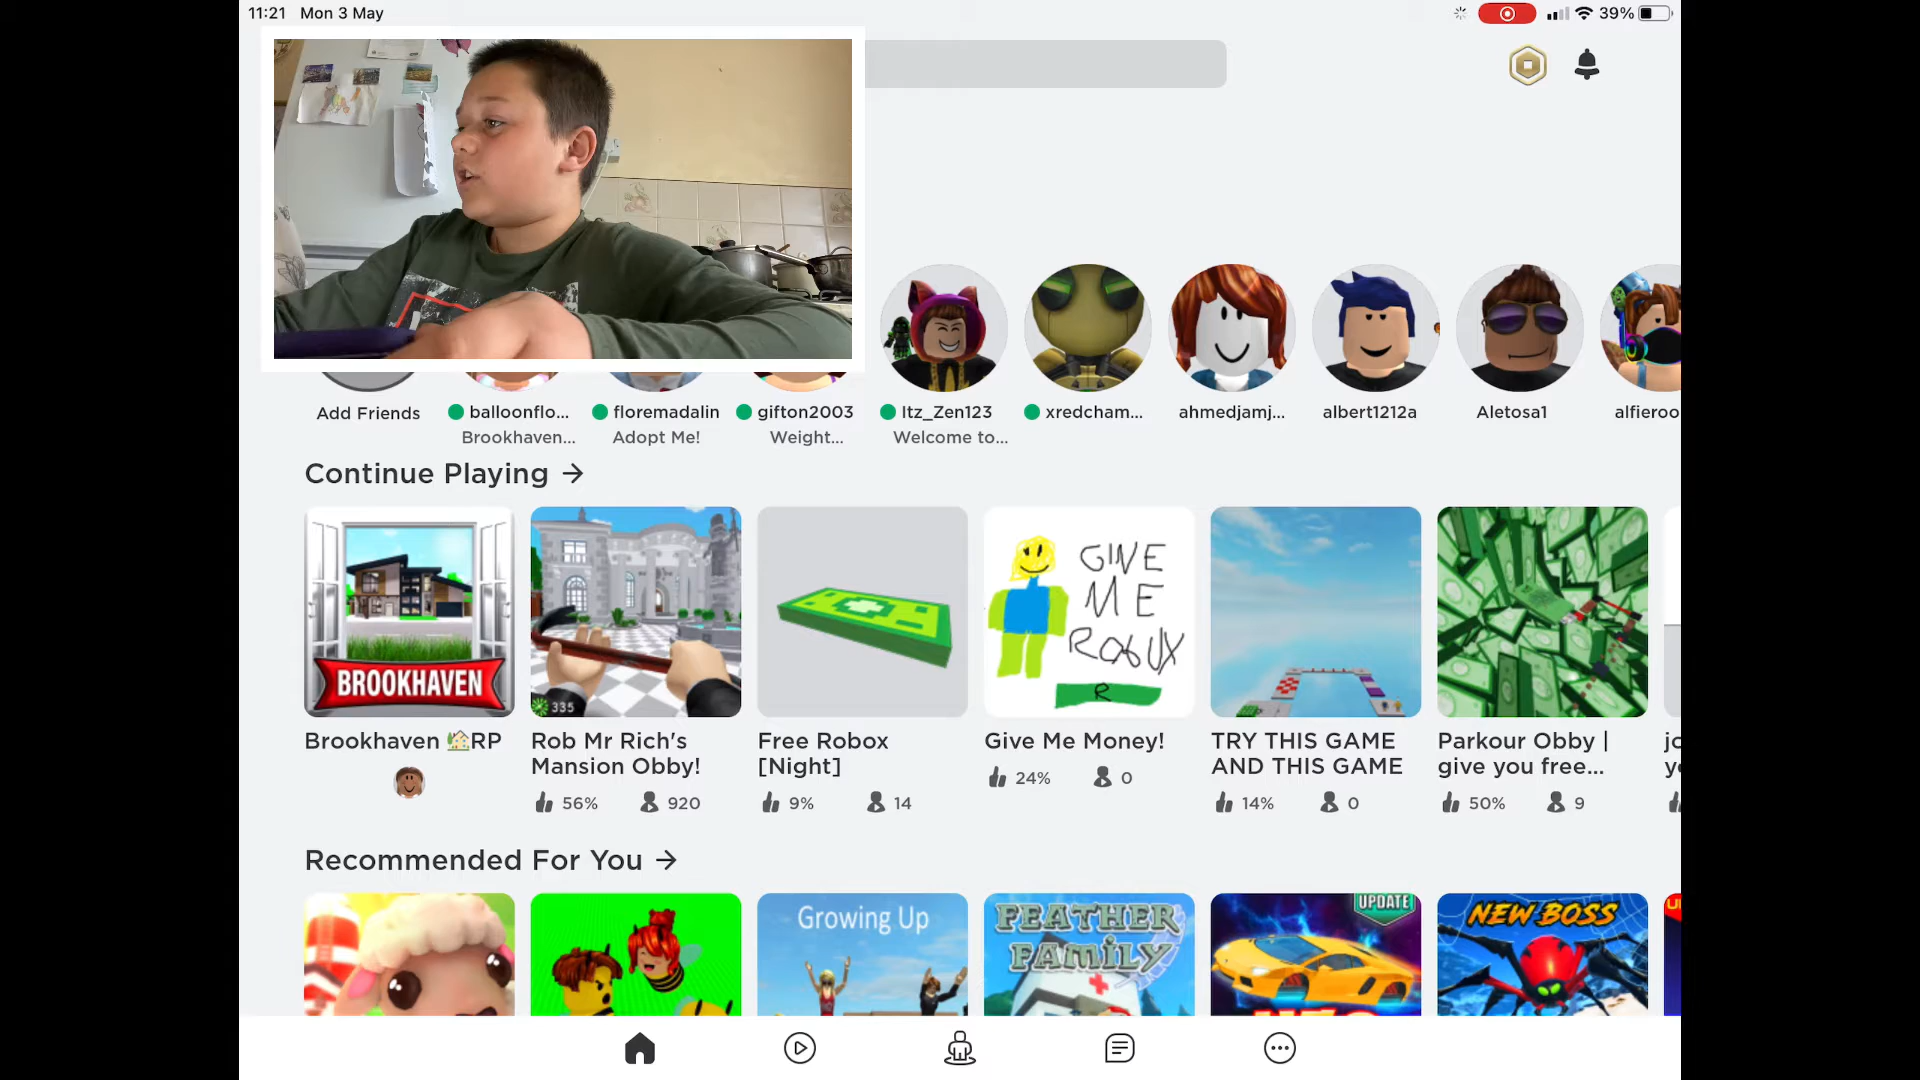 11:21 Mon 3 May
39%
Add Friends
balloonflo...
floremadalin
gifton2003
Itz_Zen123
xredcham...
ahmedjamj...
albert1212a
Aletosa1
alfieroo
Brookhaven...
Adopt Me!
Weight...
Welcome to...
Continue Playing →
BROOKHAVEN
335
GIVE
ME
ROBUX
R
Brookhaven 🏡RP
Rob Mr Rich's
Mansion Obby!
56% 920
Free Robox
[Night]
9% 14
Give Me Money!
24% 0
TRY THIS GAME
AND THIS GAME
14% 0
Parkour Obby |
give you free...
50% 9
Recommended For You →
Growing Up
FEATHER
FAMILY
UPDATE
NEW BOSS